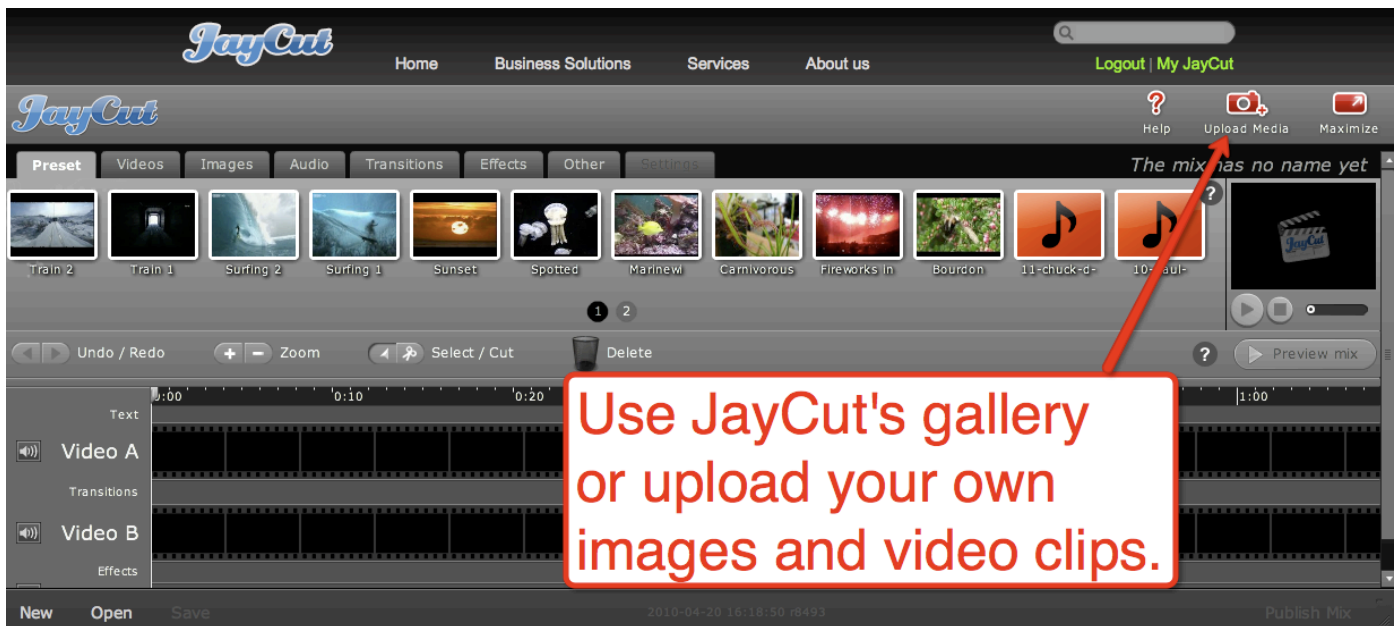 JayCut
Home Business Solutions Services About us
Logout | My JayCut
JayCut
Help Upload Media Maximize
Preset Videos Images Audio Transitions Effects Other Settings
The mix has no name yet
Train 2 Train 1 Surfing 2 Surfing 1 Sunset Spotted Marinewi Carnivorous Fireworks in Bourdon 11-chuck-d-
JayCut
1 2
Undo / Redo Zoom Select / Cut Delete
Preview mix
0:10 0:20 1:00
Text
Video A
Transitions
Video B
Effects
Use JayCut's gallery
or upload your own
images and video clips.
New Open Save 2010-04-20 16:18:50 r8493 Publish Mix